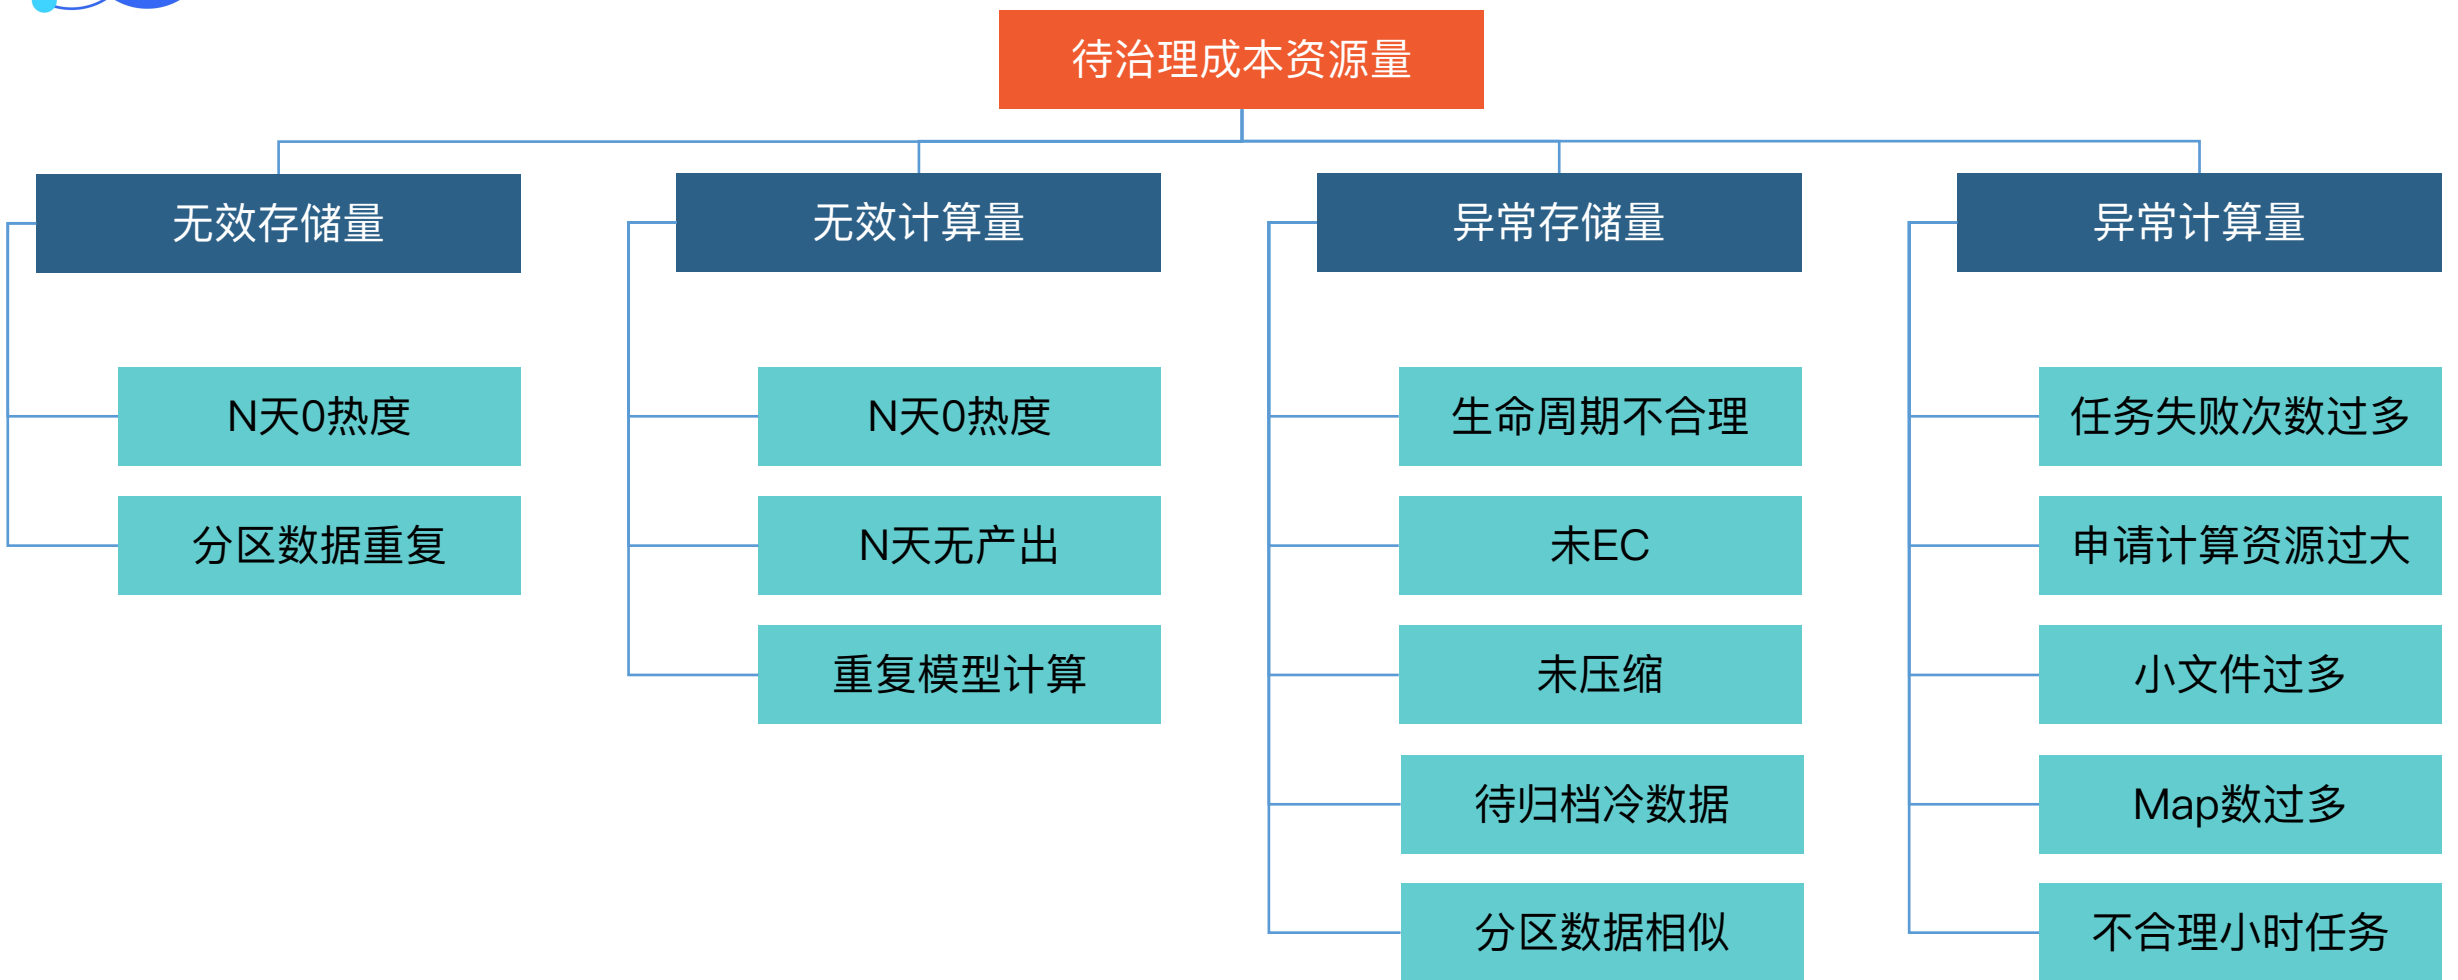 待治理成本资源量
无效存储量
N天0热度
分区数据重复
无效计算量
N天0热度
N天无产出
重复模型计算
异常存储量
生命周期不合理
未EC
未压缩
待归档冷数据
分区数据相似
异常计算量
任务失败次数过多
申请计算资源过大
小文件过多
Map数过多
不合理小时任务